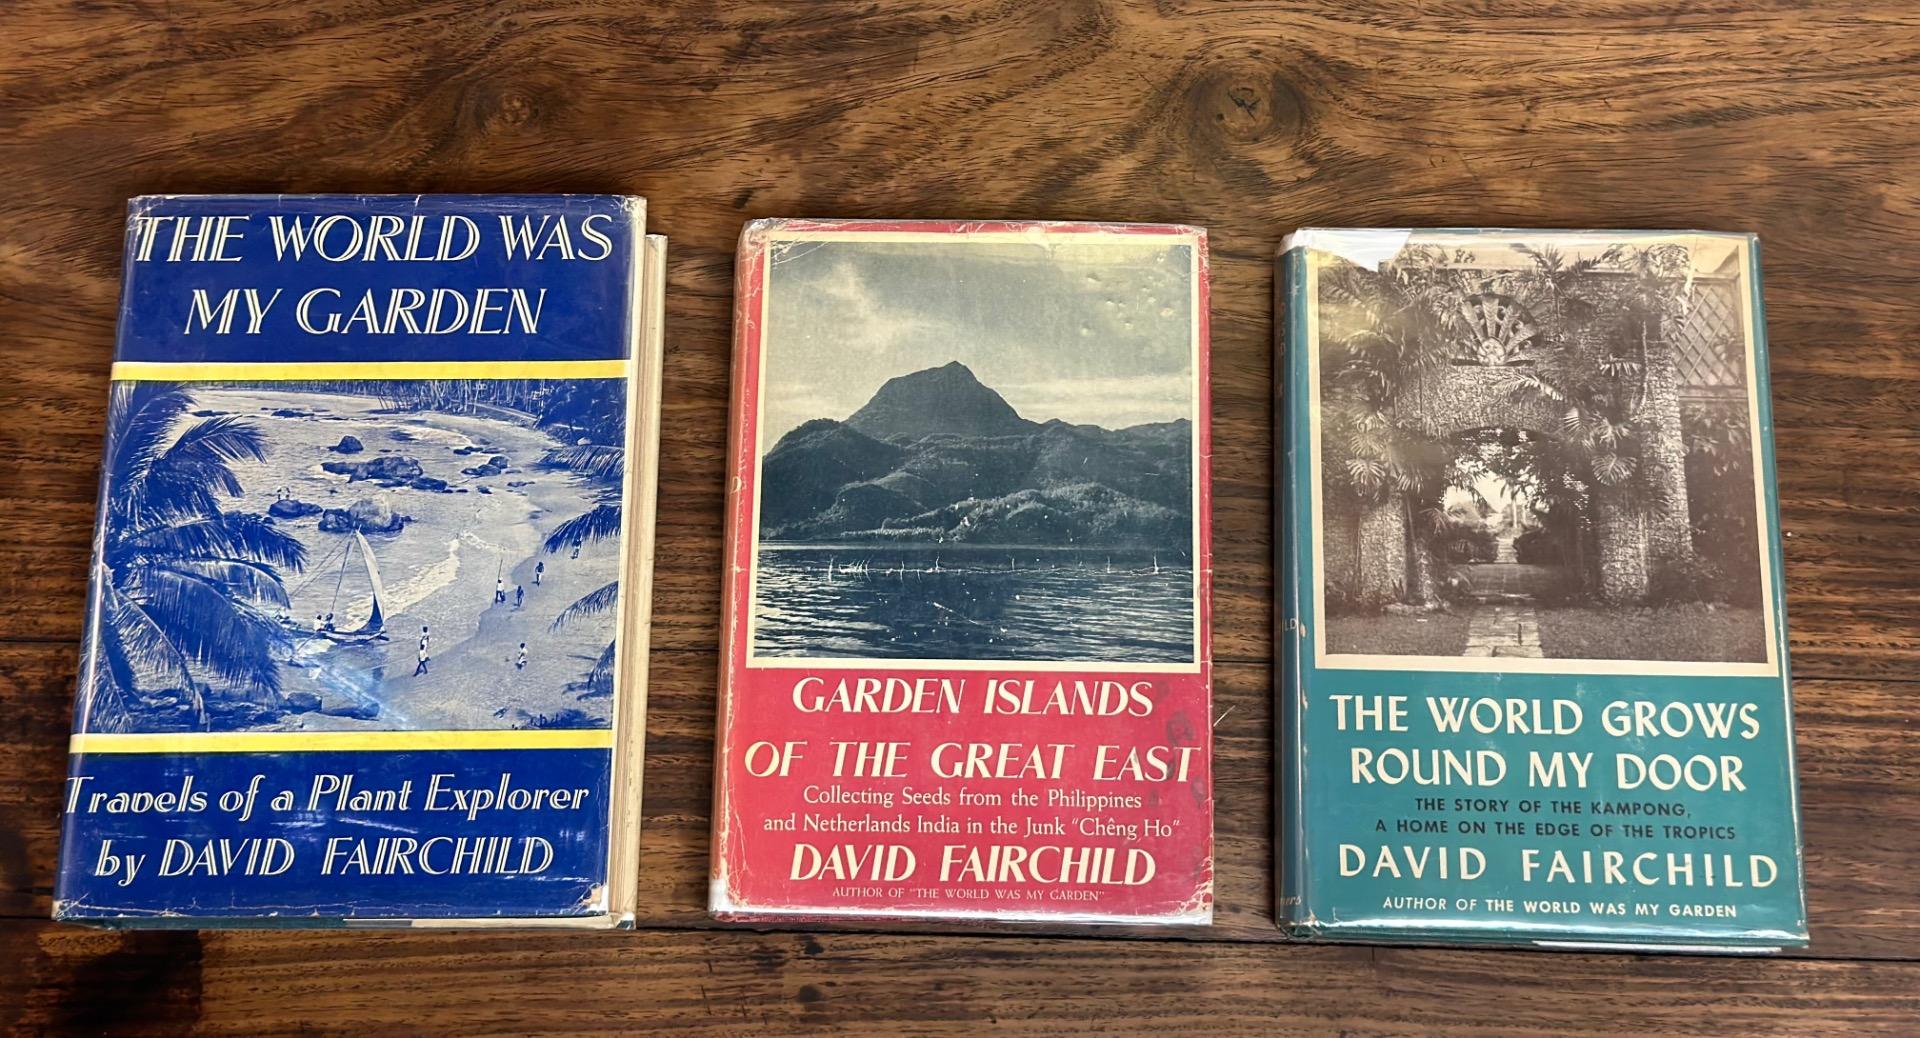 THE WORLD WAS
MY GARDEN
Travels of a Plant Explorer
by DAVID FAIRCHILD
GARDEN ISLANDS
OF THE GREAT EAST
Collecting Seeds from the Philippines
and Netherlands India in the Junk "Chêng Ho"
DAVID FAIRCHILD
AUTHOR OF "THE WORLD WAS MY GARDEN"
THE WORLD GROWS
ROUND MY DOOR
THE STORY OF THE KAMPONG,
A HOME ON THE EDGE OF THE TROPICS
DAVID FAIRCHILD
AUTHOR OF THE WORLD WAS MY GARDEN